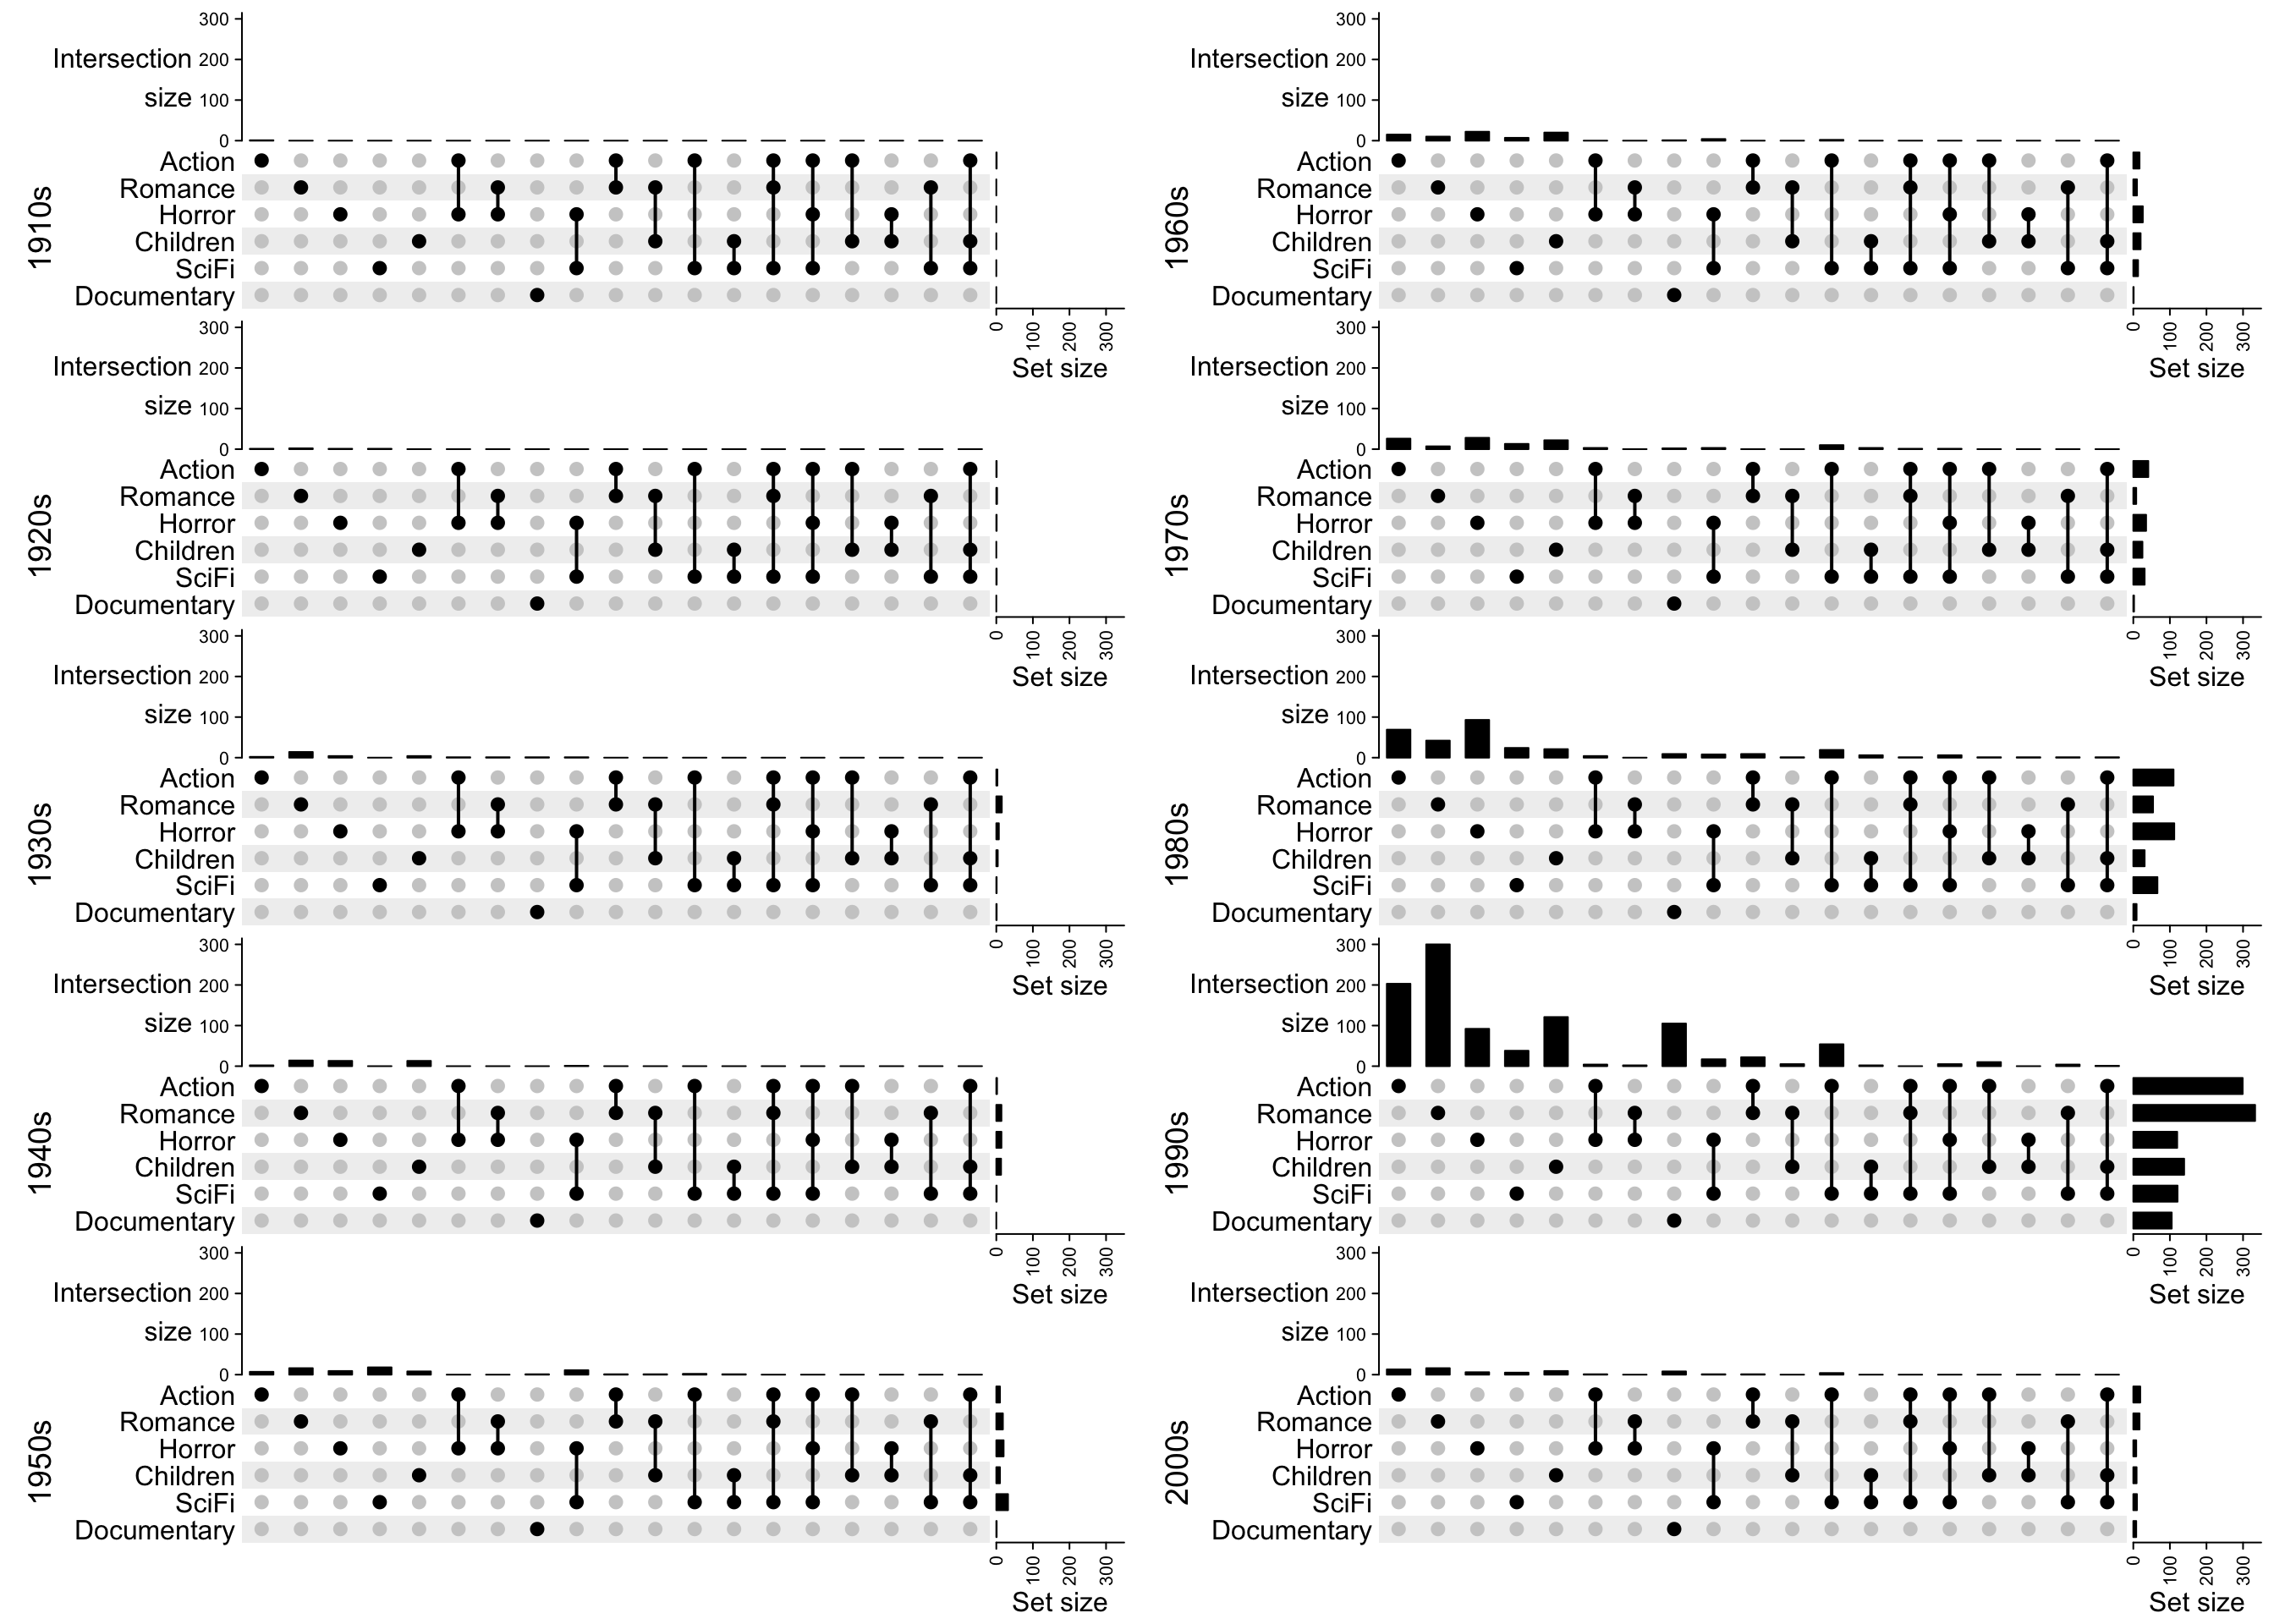 1910s
300
Intersection 200
size 100
0
Action
Romance
Horror
Children
SciFi
Documentary
0 100 200 300
Set size
1920s
300
Intersection 200
size 100
0
Action
Romance
Horror
Children
SciFi
Documentary
0 100 200 300
Set size
1930s
300
Intersection 200
size 100
0
Action
Romance
Horror
Children
SciFi
Documentary
0 100 200 300
Set size
1940s
300
Intersection 200
size 100
0
Action
Romance
Horror
Children
SciFi
Documentary
0 100 200 300
Set size
1950s
300
Intersection 200
size 100
0
Action
Romance
Horror
Children
SciFi
Documentary
0 100 200 300
Set size
1960s
300
Intersection 200
size 100
0
Action
Romance
Horror
Children
SciFi
Documentary
0 100 200 300
Set size
1970s
300
Intersection 200
size 100
0
Action
Romance
Horror
Children
SciFi
Documentary
0 100 200 300
Set size
1980s
300
Intersection 200
size 100
0
Action
Romance
Horror
Children
SciFi
Documentary
0 100 200 300
Set size
1990s
300
Intersection 200
size 100
0
Action
Romance
Horror
Children
SciFi
Documentary
0 100 200 300
Set size
2000s
300
Intersection 200
size 100
0
Action
Romance
Horror
Children
SciFi
Documentary
0 100 200 300
Set size